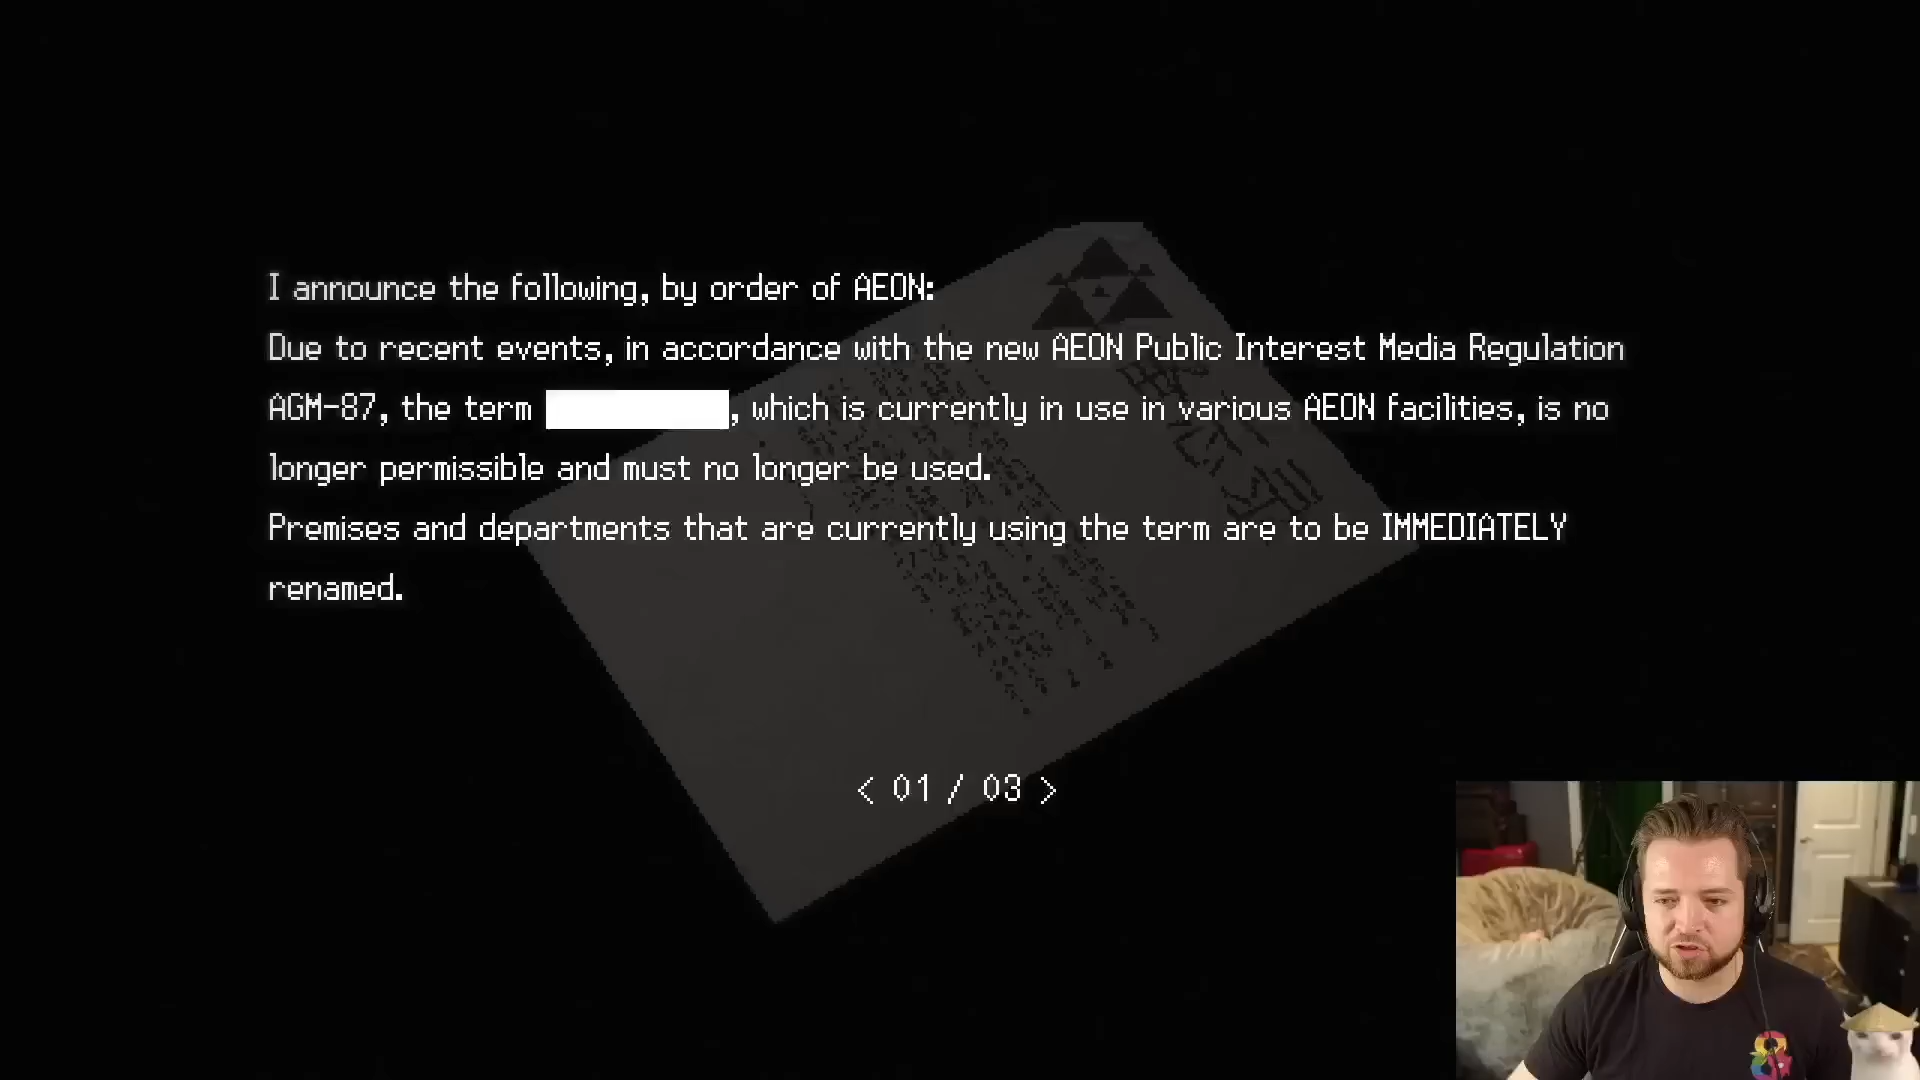 I announce the following, by order of AEON:
Due to recent events, in accordance with the new AEON Public Interest Media Regulation
AGM-87, the term , which is currently in use in various AEON facilities, is no
longer permissible and must no longer be used.
Premises and departments that are currently using the term are to be IMMEDIATELY
renamed.
< 01 / 03 >